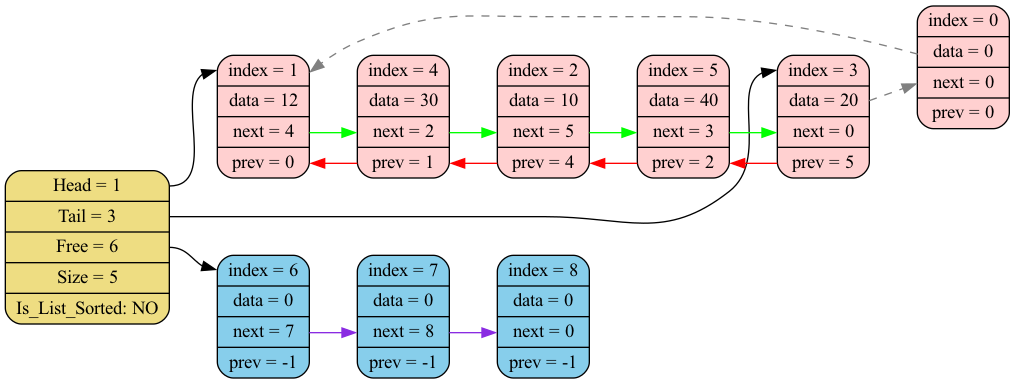 Head = 1
Tail = 3
Free = 6
Size = 5
Is_List_Sorted: NO
index = 1
data = 12
next = 4
prev = 0
index = 4
data = 30
next = 2
prev = 1
index = 2
data = 10
next = 5
prev = 4
index = 5
data = 40
next = 3
prev = 2
index = 3
data = 20
next = 0
prev = 5
index = 0
data = 0
next = 0
prev = 0
index = 6
data = 0
next = 7
prev = -1
index = 7
data = 0
next = 8
prev = -1
index = 8
data = 0
next = 0
prev = -1